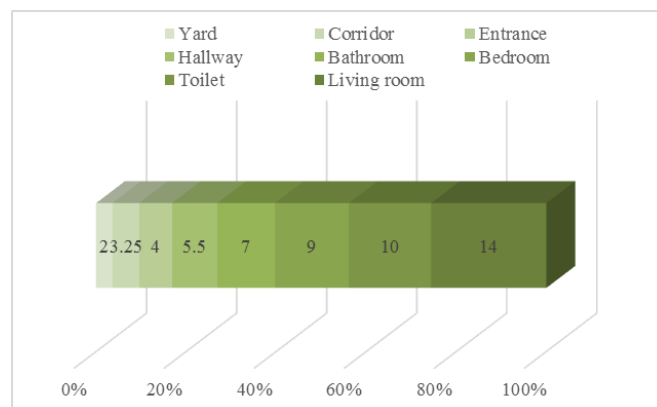 Yard Corridor Entrance
Hallway Bathroom Bedroom
Toilet Living room
2 3.25 4 5.5 7 9 10 14
0% 20% 40% 60% 80% 100%